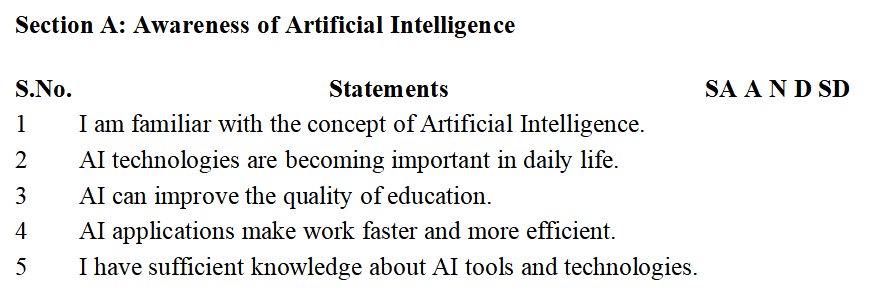 Section A: Awareness of Artificial Intelligence
S.No. Statements SA A N D SD
1 I am familiar with the concept of Artificial Intelligence.
2 AI technologies are becoming important in daily life.
3 AI can improve the quality of education.
4 AI applications make work faster and more efficient.
5 I have sufficient knowledge about AI tools and technologies.